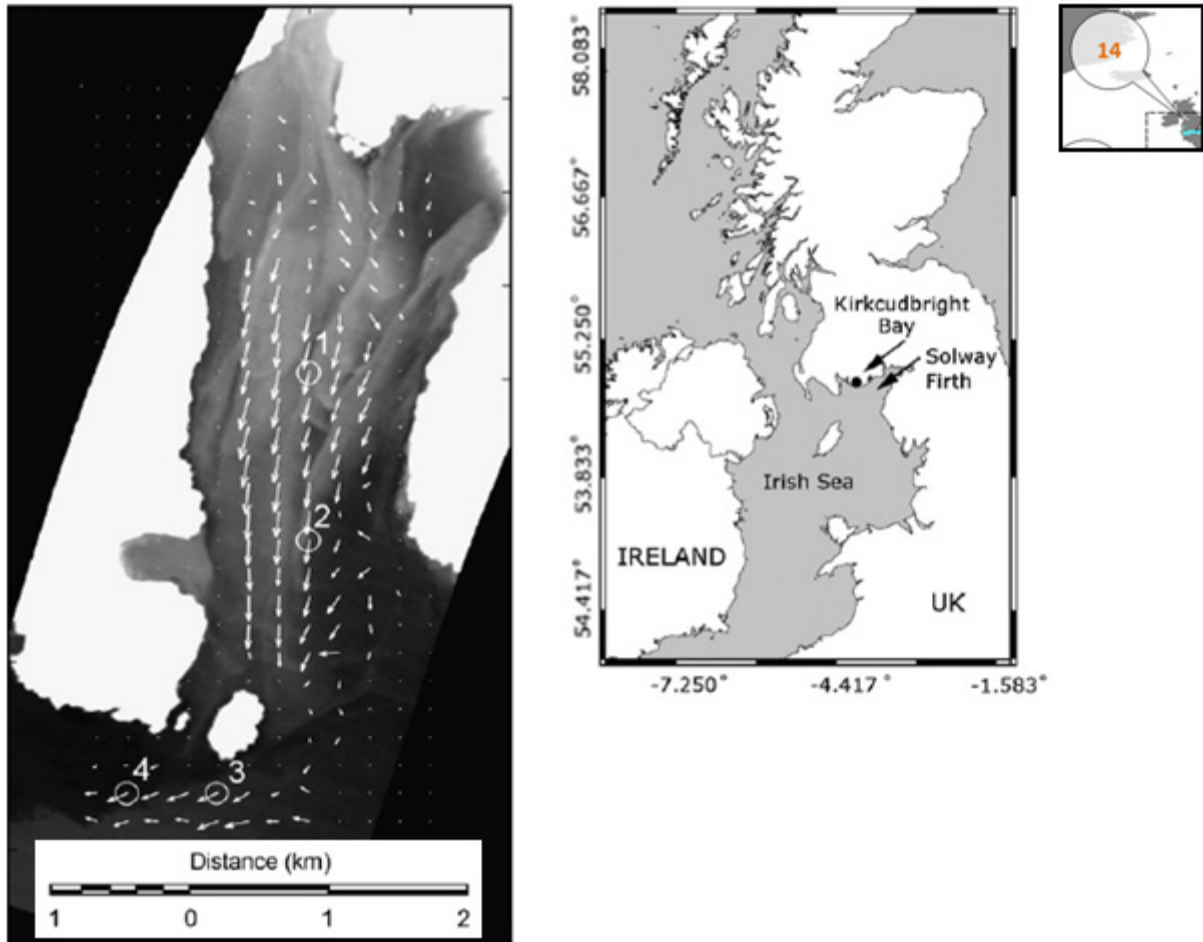 1
2
4
3
Distance (km)
1 0 1 2
58.083°
56.667°
55.250°
53.833°
54.417°
Kirkcudbright
Bay
Solway
Firth
Irish Sea
IRELAND
UK
-7.250° -4.417° -1.583°
14